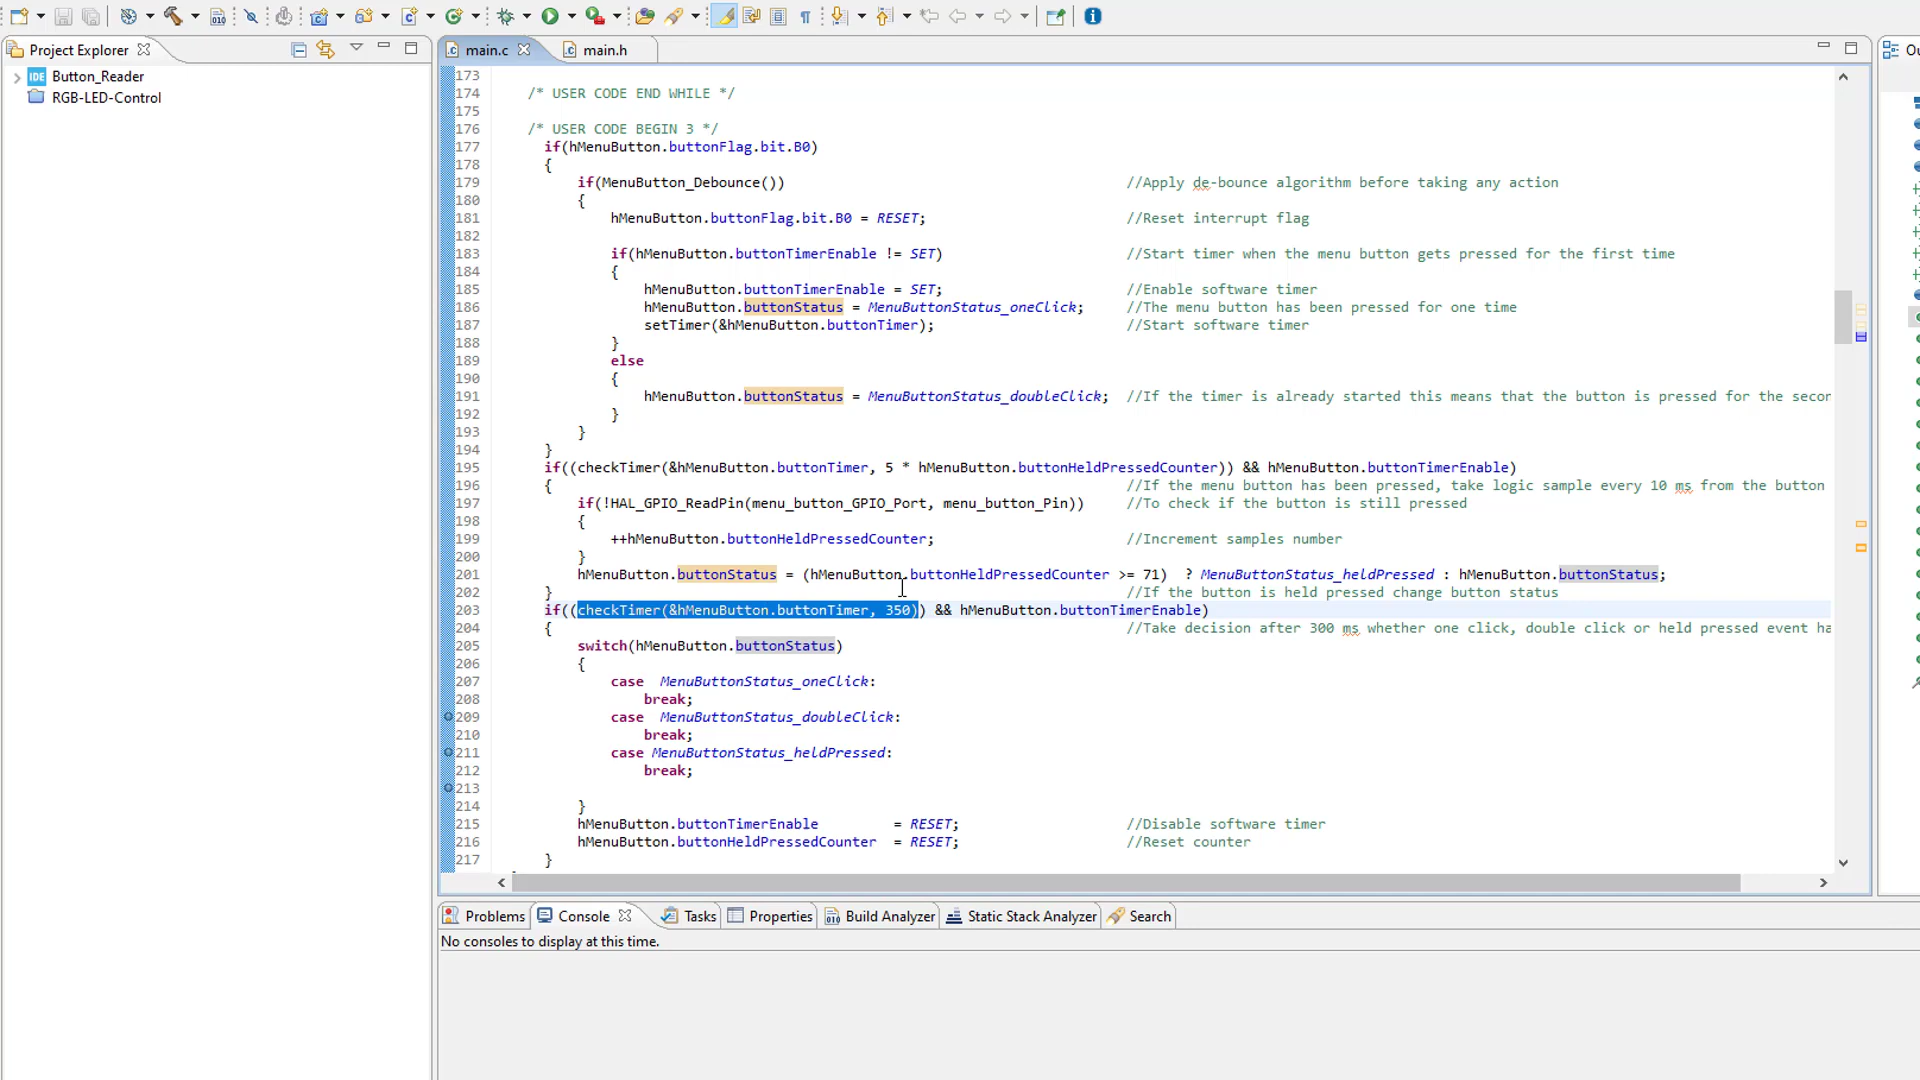 Project Explorer
main.c
main.h
Ou
IDE Button_Reader
RGB-LED-Control
173
174 /* USER CODE END WHILE */
175
176 /* USER CODE BEGIN 3 */
177 if(hMenuButton.buttonFlag.bit.B0)
178 {
179 if(MenuButton_Debounce()) //Apply de-bounce algorithm before taking any action
180 {
181 hMenuButton.buttonFlag.bit.B0 = RESET; //Reset interrupt flag
182
183 if(hMenuButton.buttonTimerEnable != SET) //Start timer when the menu button gets pressed for the first time
184 {
185 hMenuButton.buttonTimerEnable = SET; //Enable software timer
186 hMenuButton.buttonStatus = MenuButtonStatus_oneClick; //The menu button has been pressed for one time
187 setTimer(&hMenuButton.buttonTimer); //Start software timer
188 }
189 else
190 {
191 hMenuButton.buttonStatus = MenuButtonStatus_doubleClick; //If the timer is already started this means that the button is pressed for the secon
192 }
193 }
194 }
195 if((checkTimer(&hMenuButton.buttonTimer, 5 * hMenuButton.buttonHeldPressedCounter)) && hMenuButton.buttonTimerEnable)
196 { //If the menu button has been pressed, take logic sample every 10 ms from the button
197 if(!HAL_GPIO_ReadPin(menu_button_GPIO_Port, menu_button_Pin)) //To check if the button is still pressed
198 {
199 ++hMenuButton.buttonHeldPressedCounter; //Increment samples number
200 }
201 hMenuButton.buttonStatus = (hMenuButton.buttonHeldPressedCounter >= 71) ? MenuButtonStatus_heldPressed : hMenuButton.buttonStatus;
202 } //If the button is held pressed change button status
203 if((checkTimer(&hMenuButton.buttonTimer, 350)) && hMenuButton.buttonTimerEnable)
204 { //Take decision after 300 ms whether one click, double click or held pressed event ha
205 switch(hMenuButton.buttonStatus)
206 {
207 case MenuButtonStatus_oneClick:
208 break;
209 case MenuButtonStatus_doubleClick:
210 break;
211 case MenuButtonStatus_heldPressed:
212 break;
213
214 }
215 hMenuButton.buttonTimerEnable = RESET; //Disable software timer
216 hMenuButton.buttonHeldPressedCounter = RESET; //Reset counter
217 }
Problems
Console
Tasks
Properties
Build Analyzer
Static Stack Analyzer
Search
No consoles to display at this time.